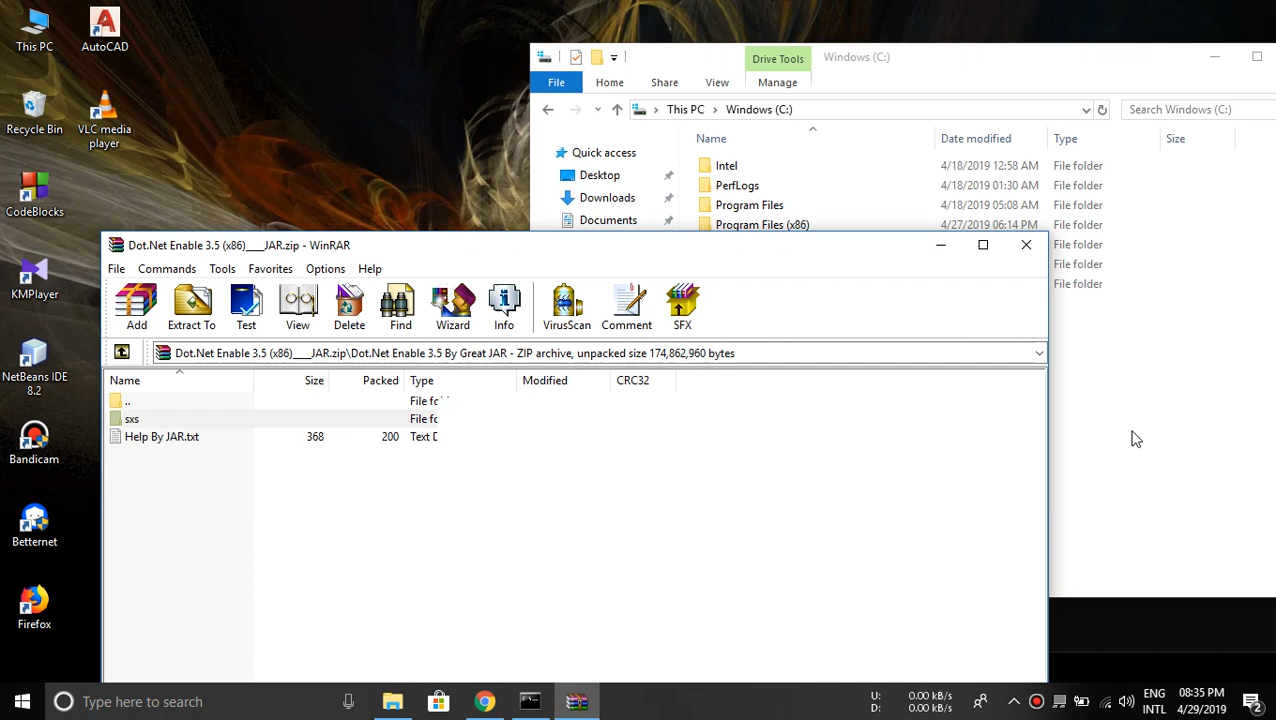 This PC
AutoCAD
Recycle Bin
VLC media
player
CodeBlocks
KMPlayer
NetBeans IDE
8.2
Bandicam
Betternet
Firefox
Drive Tools
Windows (C:)
File
Home
Share
View
Manage
This PC
Windows (C:)
Search Windows (C:)
Name
Date modified
Type
Size
Quick access
Desktop
Downloads
Documents
Intel
4/18/2019 12:58 AM
File folder
PerfLogs
4/18/2019 01:30 AM
File folder
Program Files
4/18/2019 05:08 AM
File folder
Program Files (x86)
4/27/2019 06:14 PM
File folder
File folder
File folder
File folder
Dot.Net Enable 3.5 (x86)___JAR.zip - WinRAR
File
Commands
Tools
Favorites
Options
Help
Add
Extract To
Test
View
Delete
Find
Wizard
Info
VirusScan
Comment
SFX
Dot.Net Enable 3.5 (x86)___JAR.zip\Dot.Net Enable 3.5 By Great JAR - ZIP archive, unpacked size 174,862,960 bytes
Name
Size
Packed
Type
Modified
CRC32
..
File fo
sxs
File fo
Help By JAR.txt
368
200
Text D
Type here to search
U: 0.00 kB/s
D: 0.00 kB/s
ENG
INTL
08:35 PM
4/29/2019
2